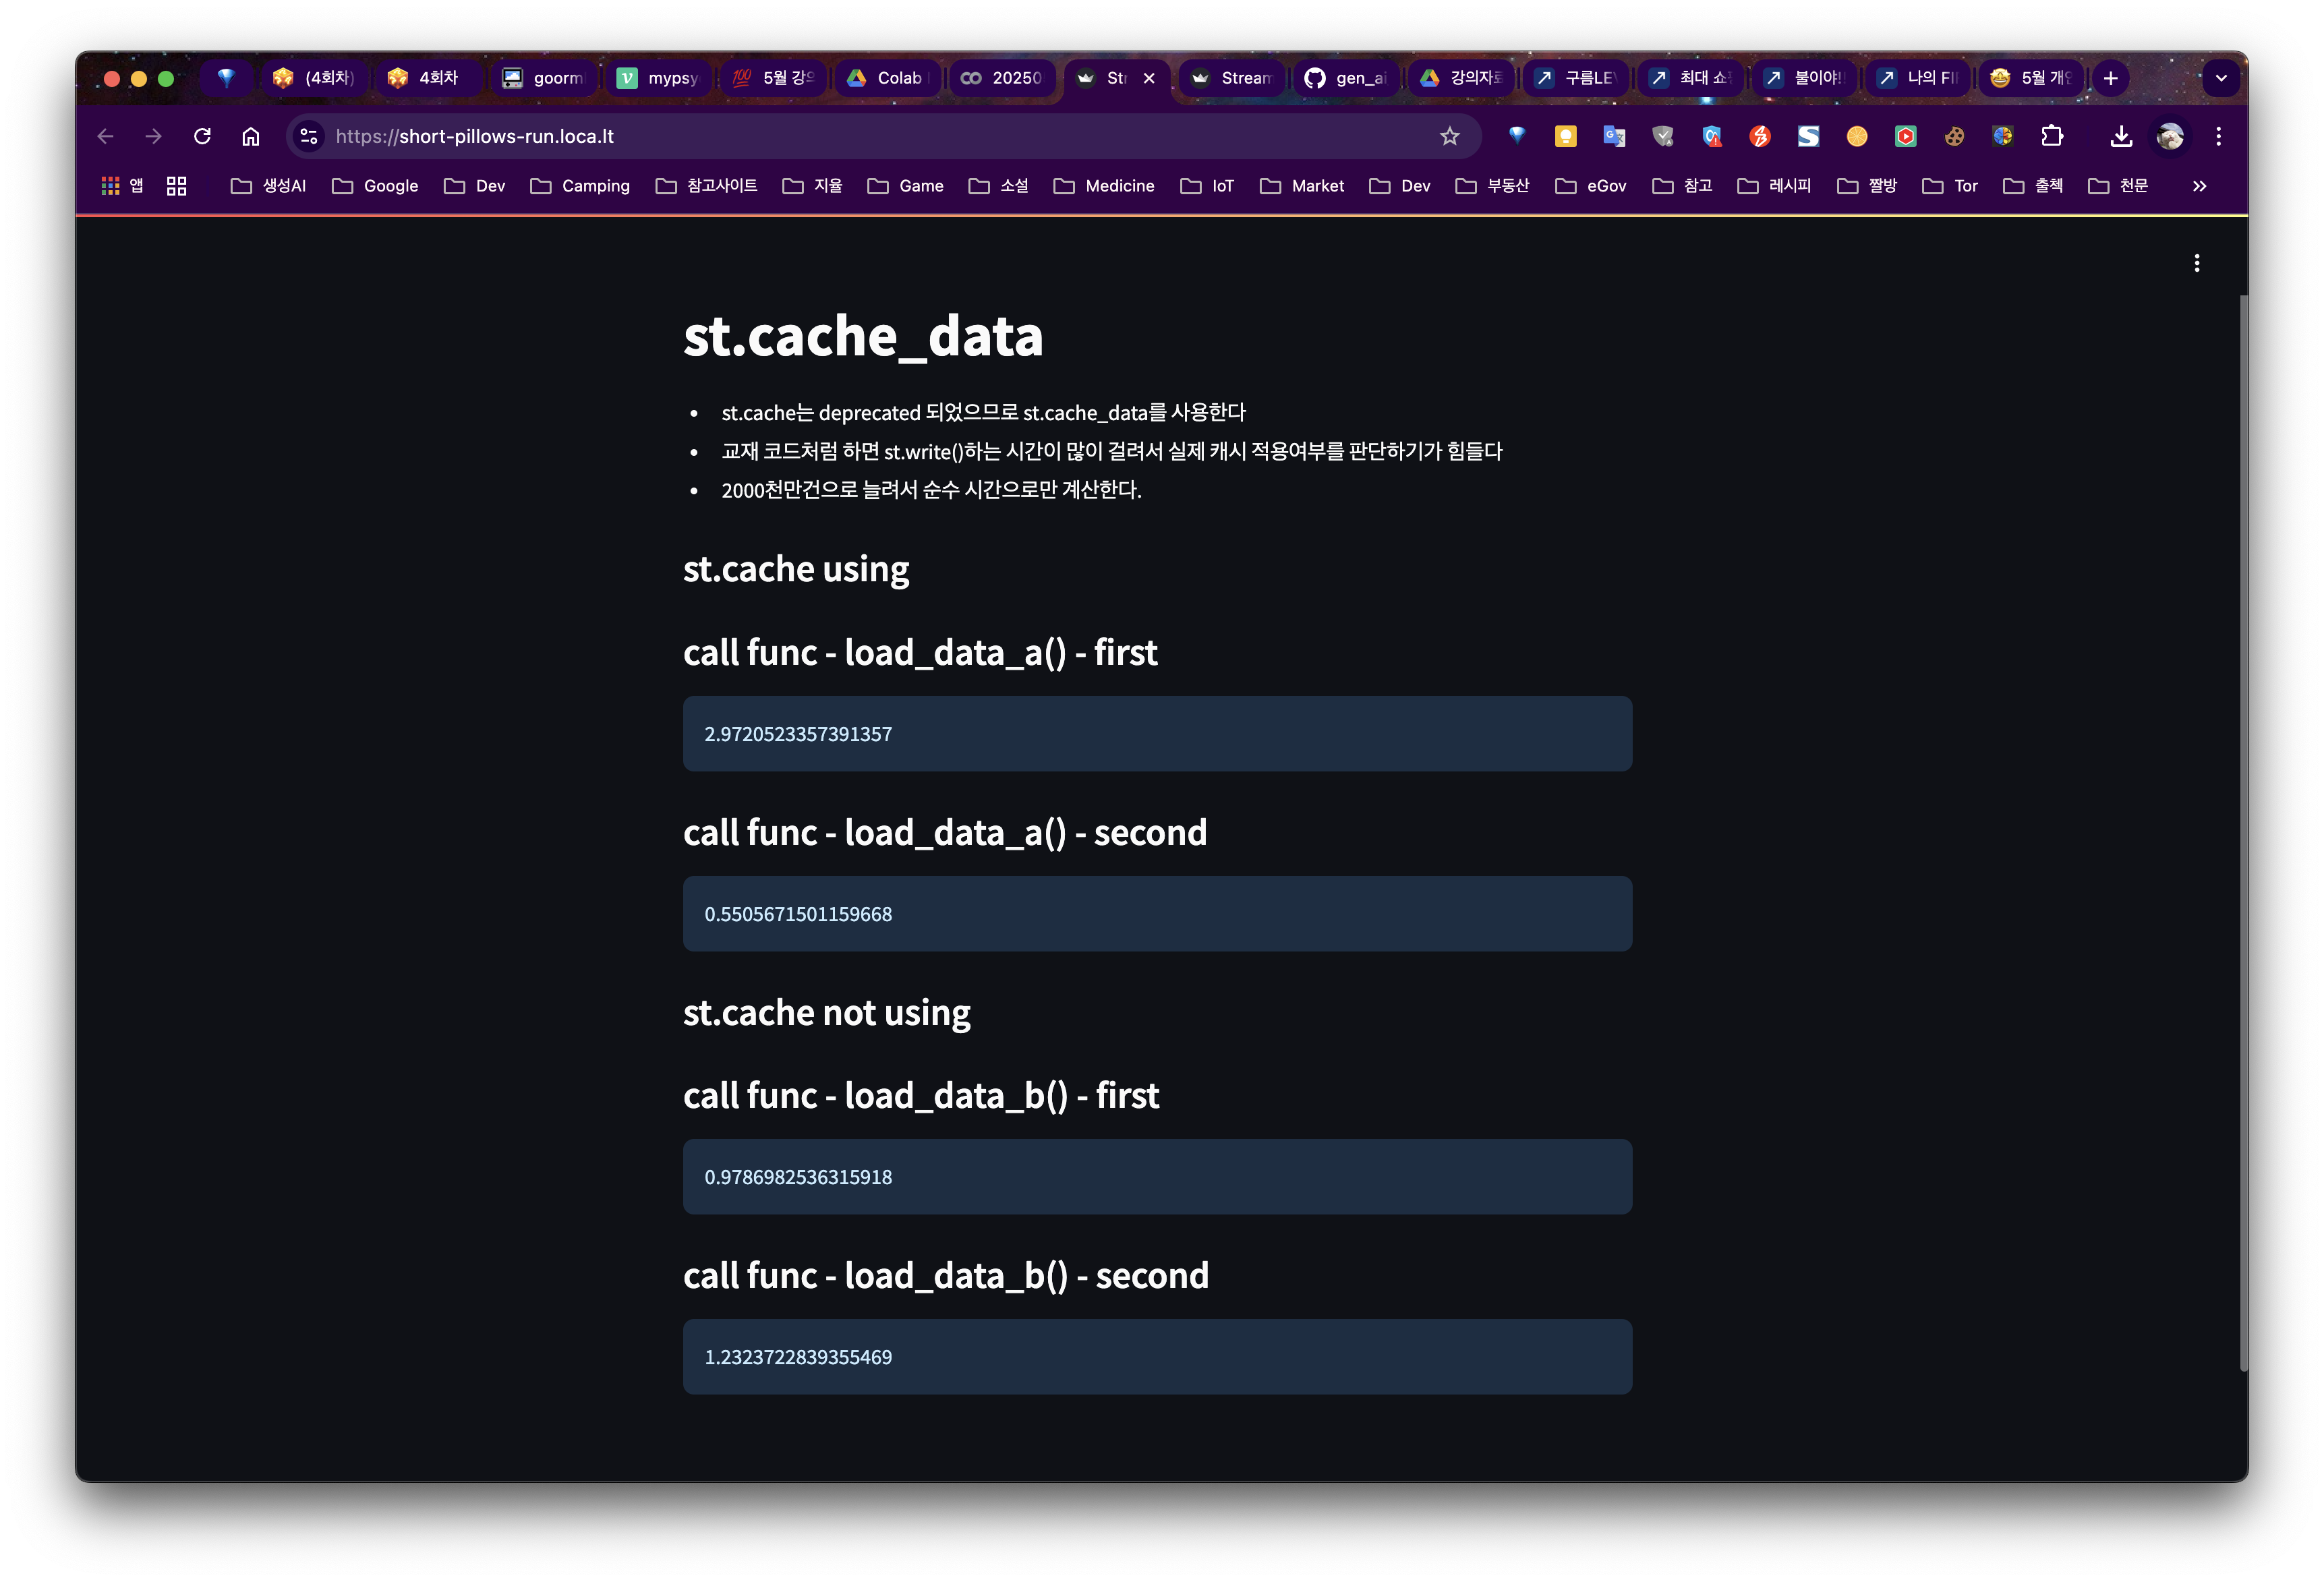 (4회차)
4회차
goorm
mypsy
5월 강의
Colab
20250
Str
Stream
gen_ai
강의자료
구름LEV
최대 쇼
불이야!!
나의 FI
5월 개인
https://short-pillows-run.loca.lt
앱
생성AI
Google
Dev
Camping
참고사이트
지율
Game
소설
Medicine
IoT
Market
Dev
부동산
eGov
참고
레시피
짤방
Tor
출첵
천문
st.cache_data
• st.cache는 deprecated 되었으므로 st.cache_data를 사용한다
• 교재 코드처럼 하면 st.write()하는 시간이 많이 걸려서 실제 캐시 적용여부를 판단하기가 힘들다
• 2000천만건으로 늘려서 순수 시간으로만 계산한다.
st.cache using
call func - load_data_a() - first
2.9720523357391357
call func - load_data_a() - second
0.5505671501159668
st.cache not using
call func - load_data_b() - first
0.9786982536315918
call func - load_data_b() - second
1.2323722839355469